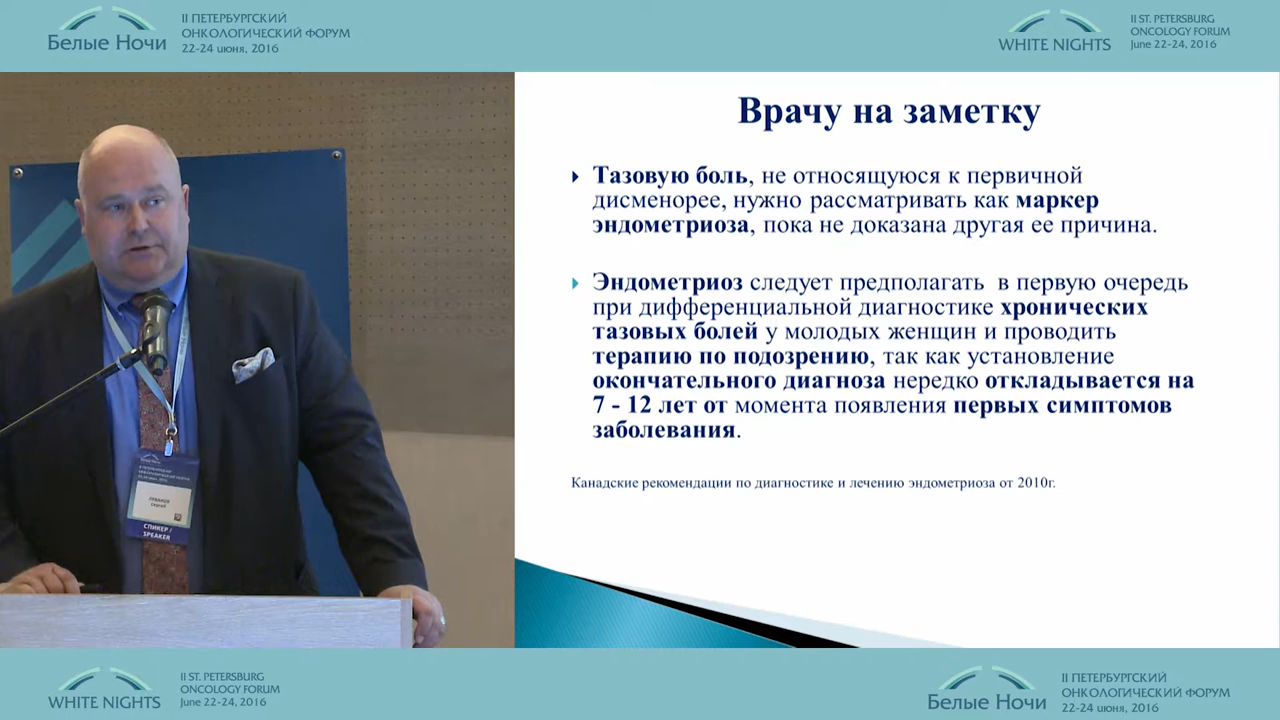 Белые Ночи
II ПЕТЕРБУРГСКИЙ
ОНКОЛОГИЧЕСКИЙ ФОРУМ
22-24 июня, 2016
WHITE NIGHTS
II ST. PETERSBURG
ONCOLOGY FORUM
June 22-24, 2016
Врачу на заметку
Тазовую боль, не относящуюся к первичной
дисменорее, нужно рассматривать как маркер
эндометриоза, пока не доказана другая ее причина.
Эндометриоз следует предполагать в первую очередь
при дифференциальной диагностике хронических
тазовых болей у молодых женщин и проводить
терапию по подозрению, так как установление
окончательного диагноза нередко откладывается на
7 - 12 лет от момента появления первых симптомов
заболевания.
Канадские рекомендации по диагностике и лечению эндометриоза от 2010г.
Сергей
СПИКЕР /
SPEAKER
WHITE NIGHTS
II ST. PETERSBURG
ONCOLOGY FORUM
June 22-24, 2016
Белые Ночи
II ПЕТЕРБУРГСКИЙ
ОНКОЛОГИЧЕСКИЙ ФОРУМ
22-24 июня, 2016